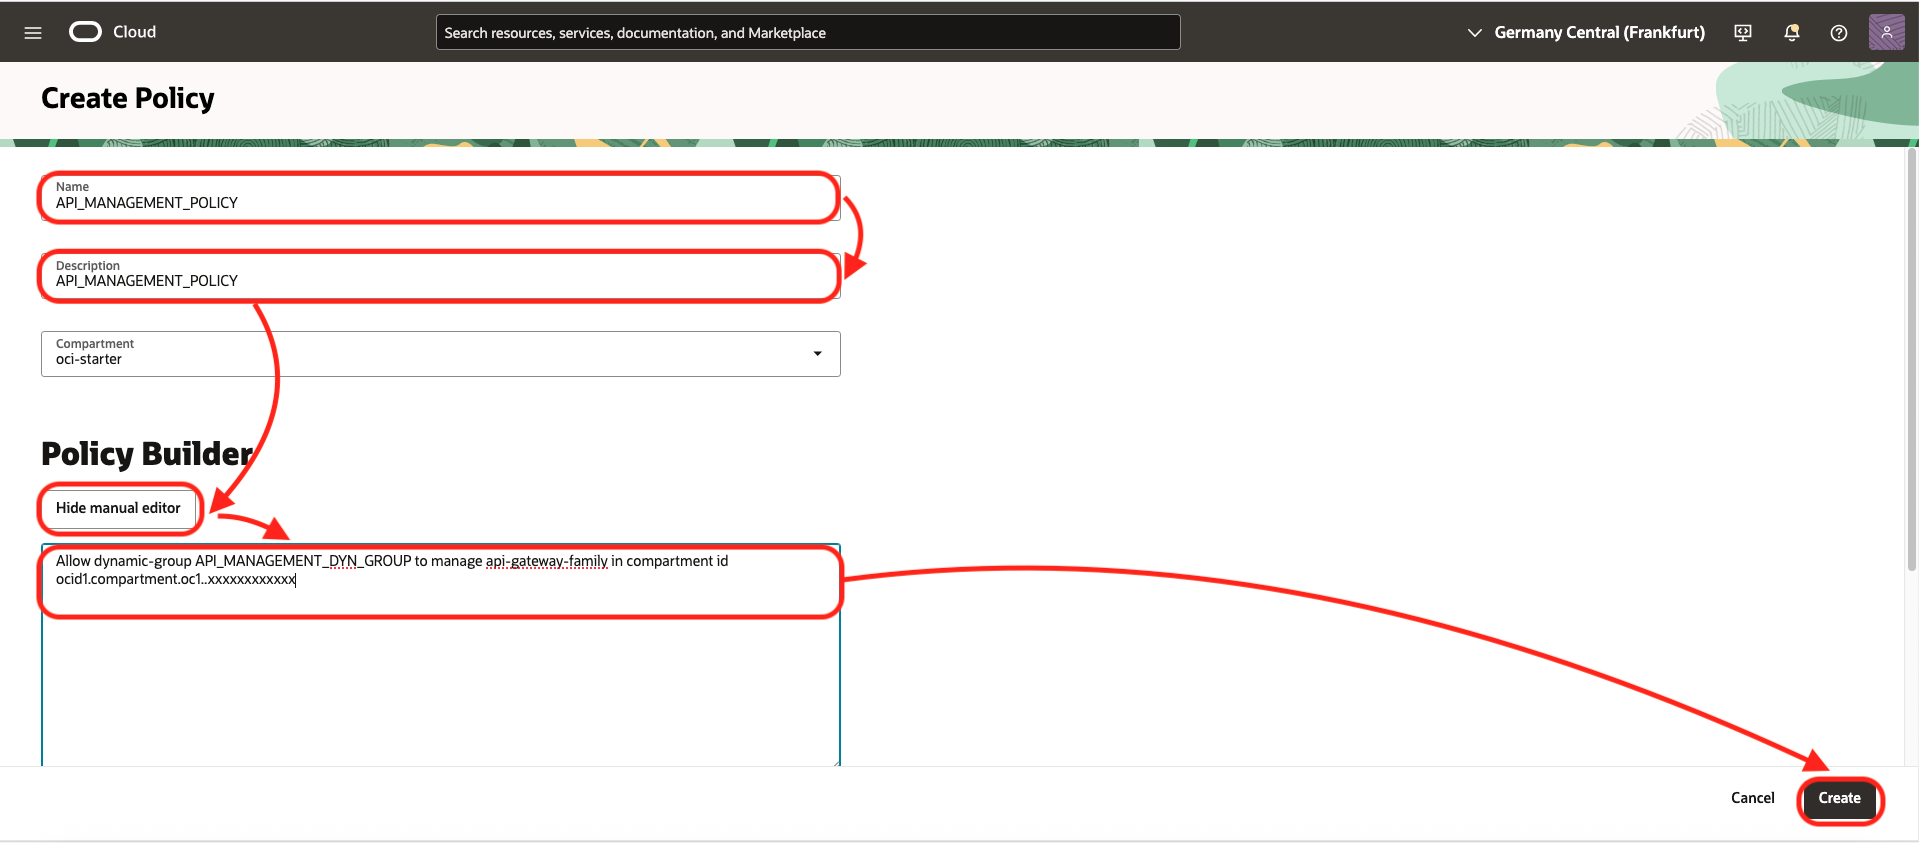 Cloud
Search resources, services, documentation, and Marketplace
Germany Central (Frankfurt)
Create Policy
Name
API_MANAGEMENT_POLICY
Description
API_MANAGEMENT_POLICY
Compartment
oci-starter
Policy Builder
Hide manual editor
Allow dynamic-group API_MANAGEMENT_DYN_GROUP to manage api-gateway-family in compartment id
ocid1.compartment.oc1..xxxxxxxxxxxx
Cancel
Create